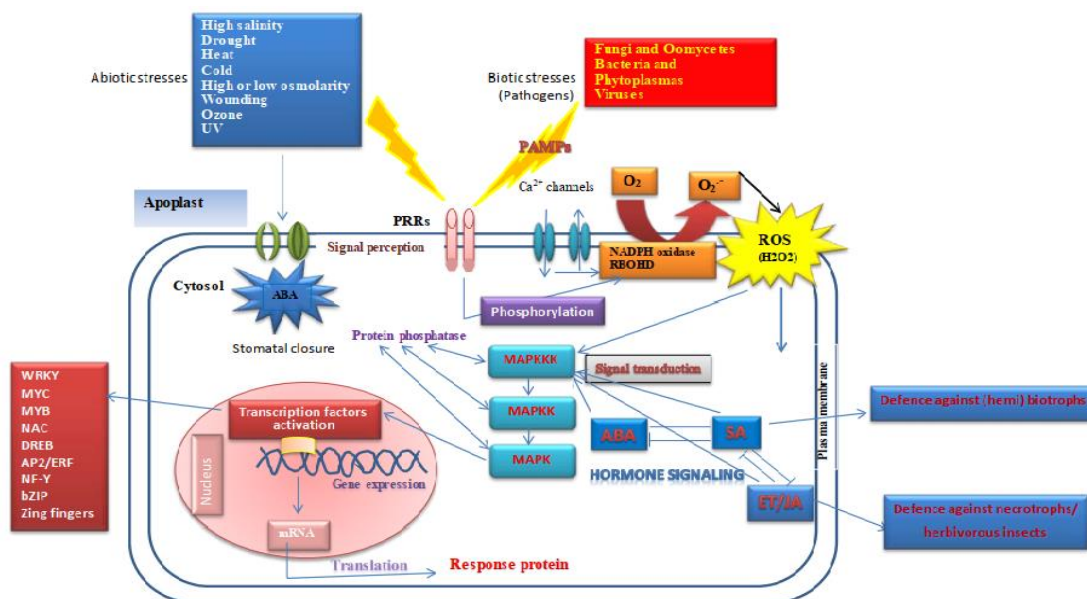 High salinity
Drought
Heat
Cold
High or low osmolarity
Wounding
Ozone
UV
Abiotic stresses
Fungi and Oomycetes
Bacteria and
Phytoplasmas
Viruses
Biotic stresses
(Pathogens)
PAMPs
Ca²⁺ channels
O₂
O₂·⁻
Apoplast
PRRs
Signal perception
NADPH oxidase
RBOHD
ROS
(H2O2)
Cytosol
ABA
Stomatal closure
Phosphorylation
Protein phosphatase
MAPKKK
Signal transduction
MAPKK
MAPK
ABA
SA
HORMONE SIGNALING
ET/JA
Plasma membrane
Defence against (hemi) biotrophs
Defence against necrotrophs/
herbivorous insects
WRKY
MYC
MYB
NAC
DREB
AP2/ERF
NF-Y
bZIP
Zing fingers
Transcription factors
activation
Nucleus
Gene expression
mRNA
Translation
Response protein